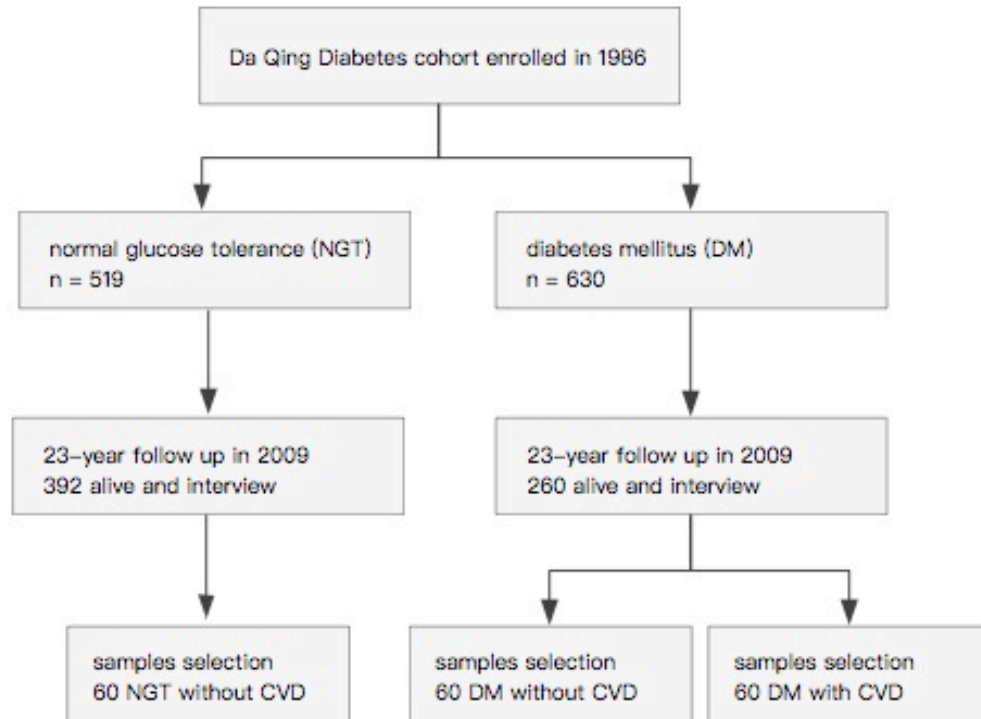 Da Qing Diabetes cohort enrolled in 1986
normal glucose tolerance (NGT)
n = 519
diabetes mellitus (DM)
n = 630
23-year follow up in 2009
392 alive and interview
23-year follow up in 2009
260 alive and interview
samples selection
60 NGT without CVD
samples selection
60 DM without CVD
samples selection
60 DM with CVD